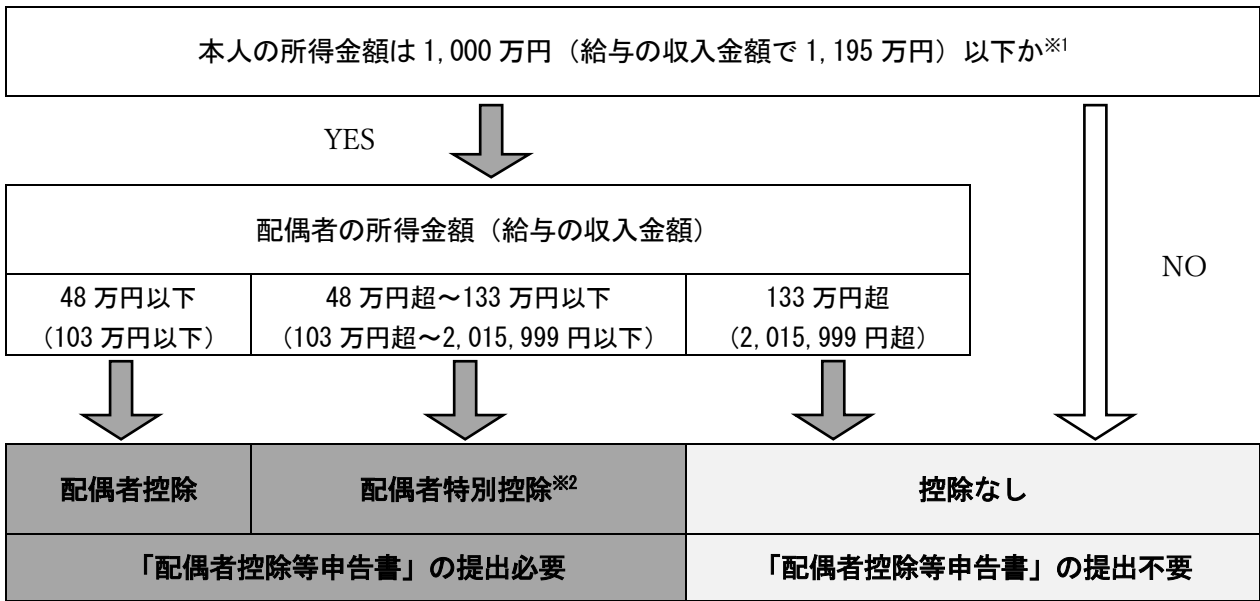 本人の所得金額は1,000万円（給与の収入金額で1,195万円）以下か※1
YES
NO
配偶者の所得金額（給与の収入金額）
48万円以下
（103万円以下）
48万円超～133万円以下
（103万円超～2,015,999円以下）
133万円超
（2,015,999円超）
配偶者控除
配偶者特別控除※2
控除なし
「配偶者控除等申告書」の提出必要
「配偶者控除等申告書」の提出不要